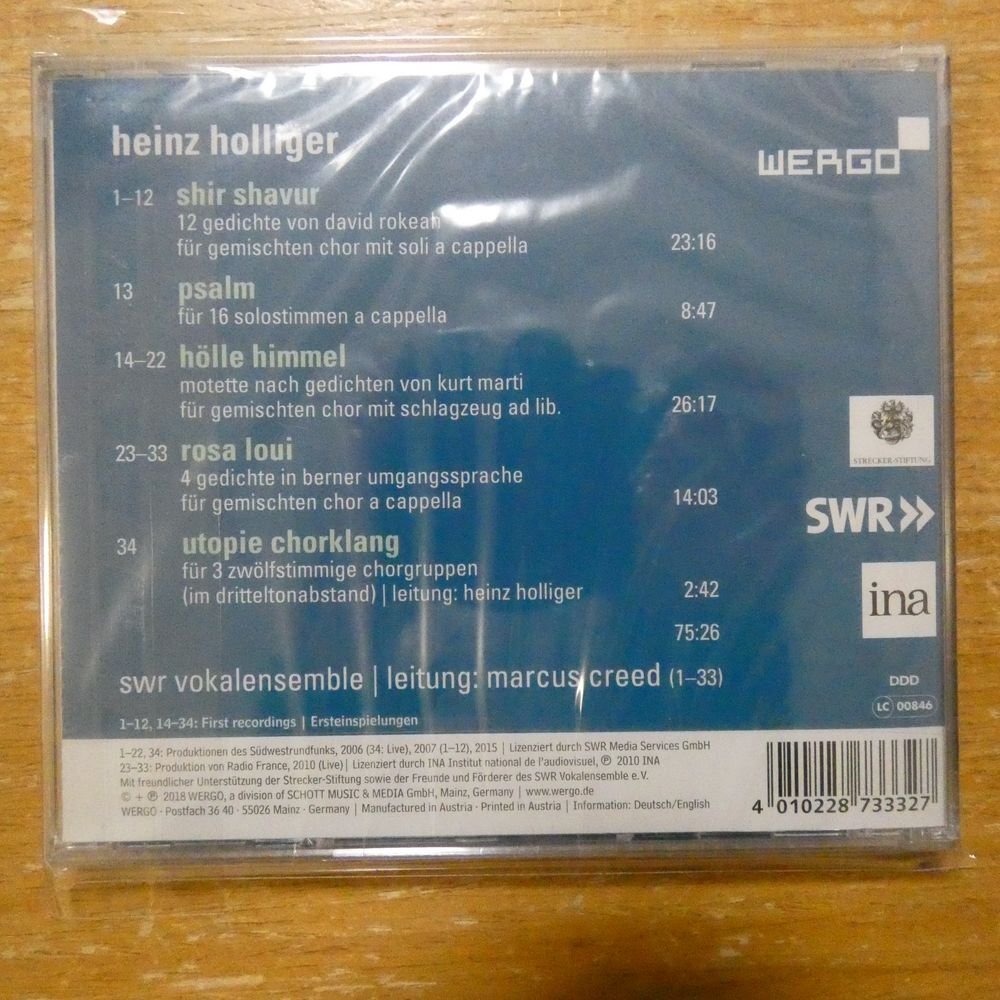 heinz holliger
WERGO
1–12 shir shavur
12 gedichte von david rokeah
für gemischten chor mit soli a cappella 23:16
13 psalm
für 16 solostimmen a cappella 8:47
14–22 hölle himmel
motette nach gedichten von kurt marti
für gemischten chor mit schlagzeug ad lib. 26:17
STRECKER-STIFTUNG
23–33 rosa loui
4 gedichte in berner umgangssprache
für gemischten chor a cappella 14:03
SWR»
34 utopie chorklang
für 3 zwölfstimmige chorgruppen
(im dritteltonabstand) | leitung: heinz holliger 2:42
ina
75:26
swr vokalensemble | leitung: marcus creed (1–33)
DDD
LC 00846
1–12, 14–34: First recordings | Ersteinspielungen
1–22, 34: Produktionen des Südwestrundfunks, 2006 (34: Live), 2007 (1–12), 2015 | Lizenziert durch SWR Media Services GmbH
23–33: Produktion von Radio France, 2010 (Live) | Lizenziert durch INA Institut national de l'audiovisuel, ℗ 2010 INA
Mit freundlicher Unterstützung der Strecker-Stiftung sowie der Freunde und Förderer des SWR Vokalensemble e.V.
© + ℗ 2018 WERGO, a division of SCHOTT MUSIC & MEDIA GmbH, Mainz, Germany | www.wergo.de
WERGO · Postfach 36 40 · 55026 Mainz · Germany | Manufactured in Austria · Printed in Austria | Information: Deutsch/English
4 010228 733327